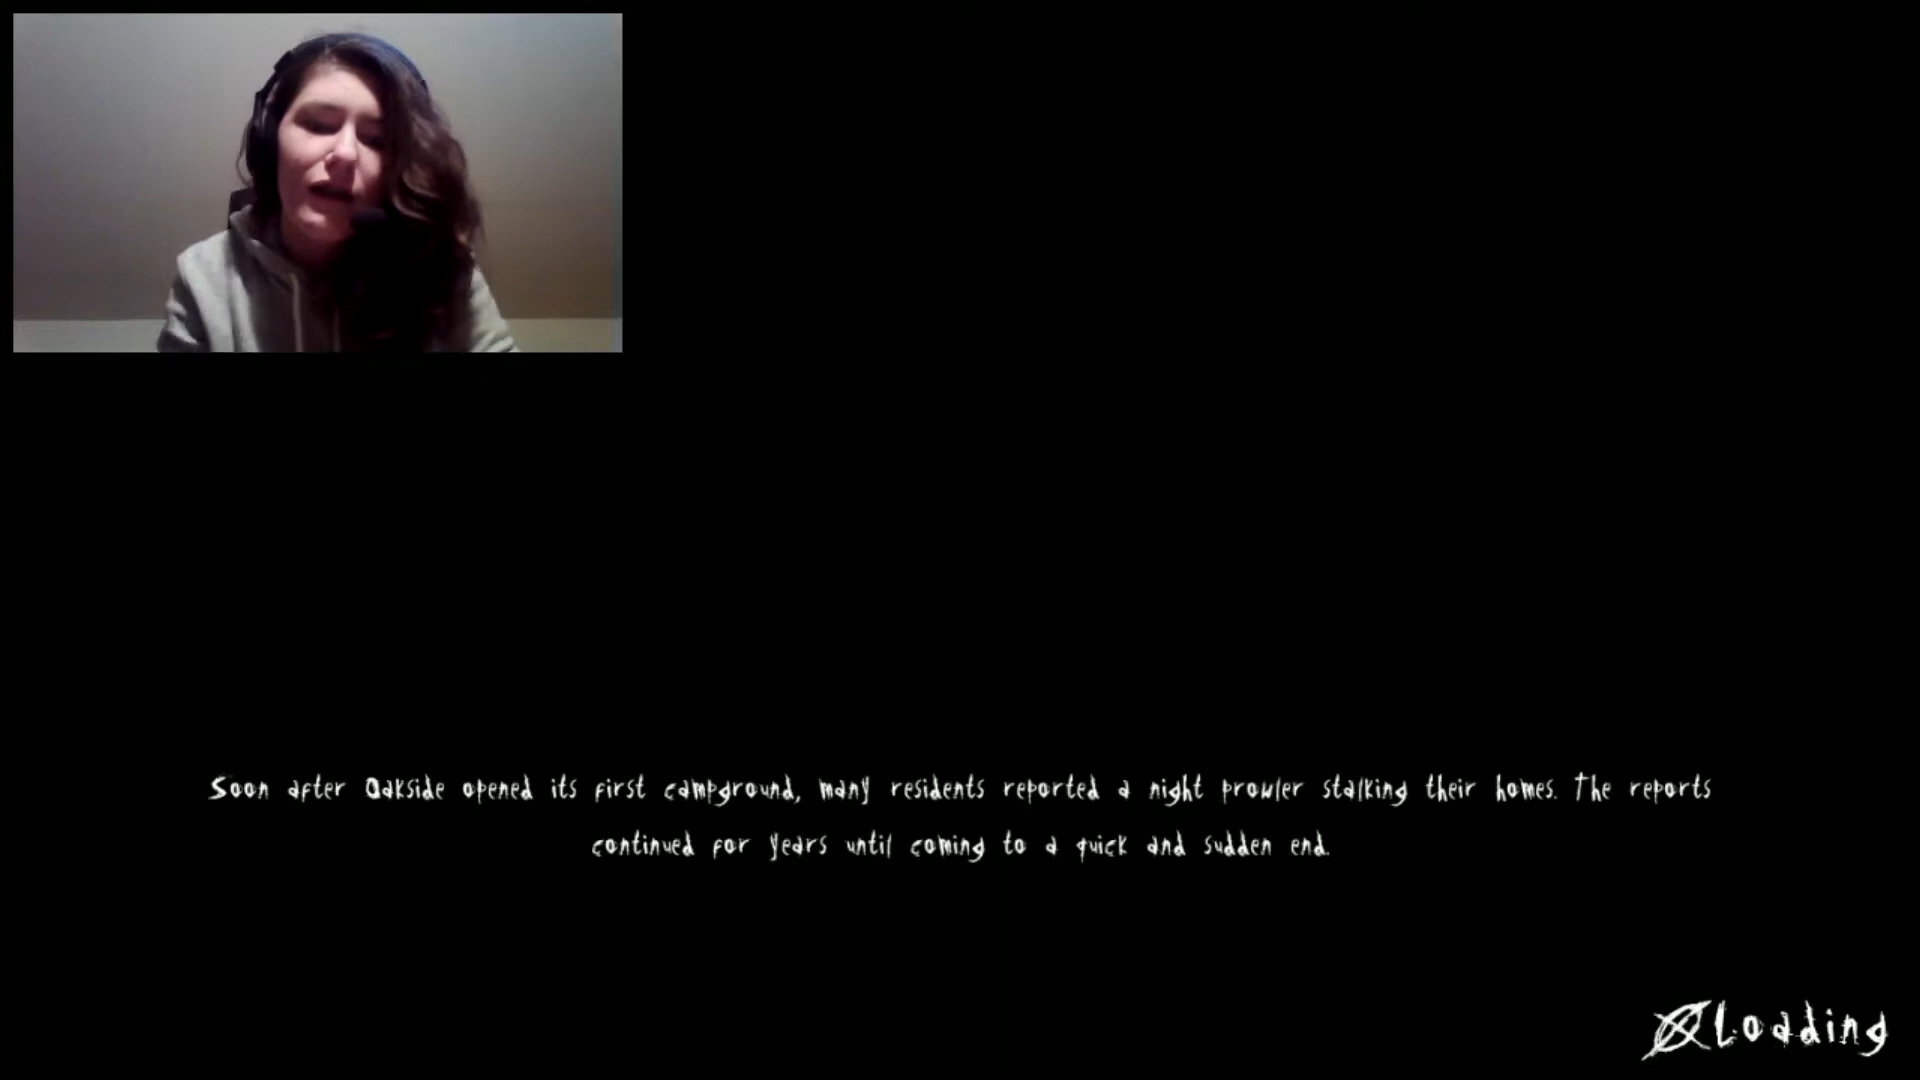 Soon after Oakside opened its first campground, many residents reported a night prowler stalking their homes. The reports
continued for years until coming to a quick and sudden end.
Loading